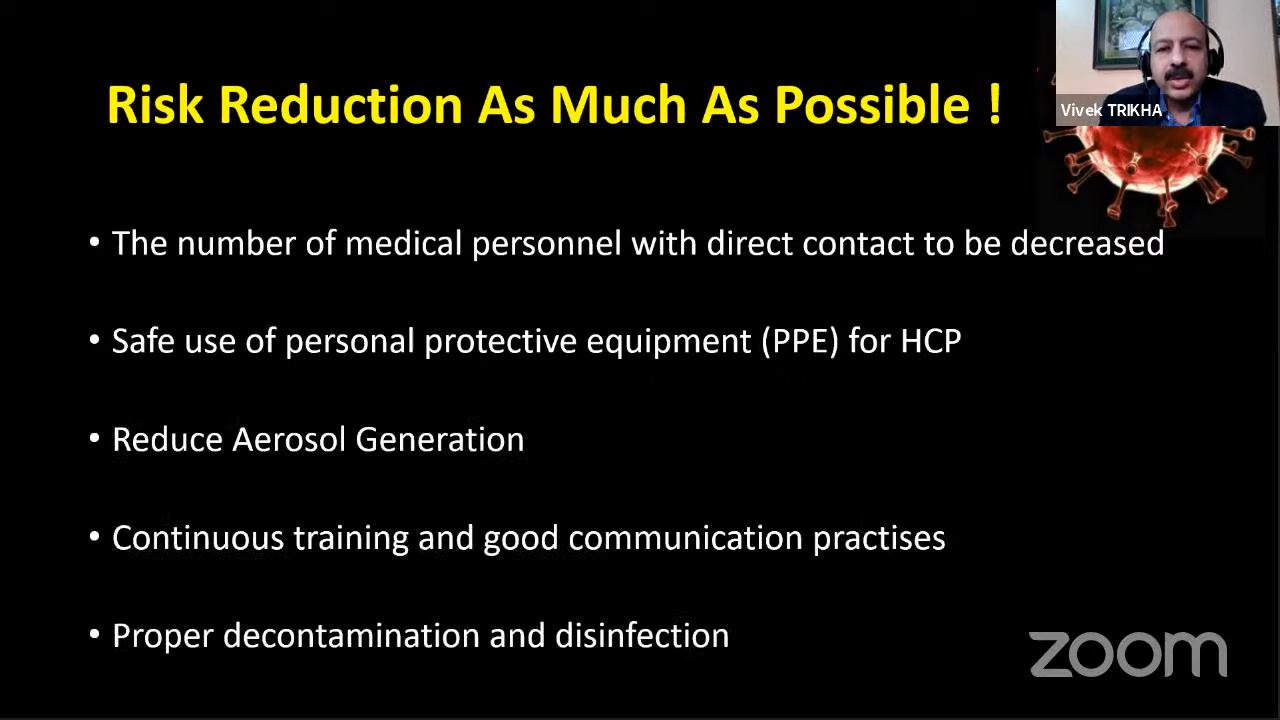 Risk Reduction As Much As Possible !
Vivek TRIKHA
• The number of medical personnel with direct contact to be decreased
• Safe use of personal protective equipment (PPE) for HCP
• Reduce Aerosol Generation
• Continuous training and good communication practises
• Proper decontamination and disinfection
zoom